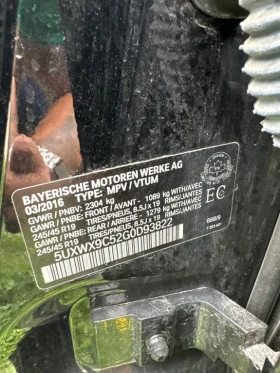 BAYERISCHE MOTOREN WERKE AG
03/2016 TYPE: MPV / VTUM
GVWR / PNBV: 2304 kg
GAWR / PNBE: FRONT / AVANT - 1089 kg WITH/AVEC
245/45 R19 TIRES/PNEUS, 8.5J x 19 RIMS/JANTES
GAWR / PNBE: REAR / ARRIERE - 1279 kg WITH/AVEC
245/45 R19 TIRES/PNEUS, 8.5J x 19 RIMS/JANTES
5UXWX9C52G0D93822
EC
668/9